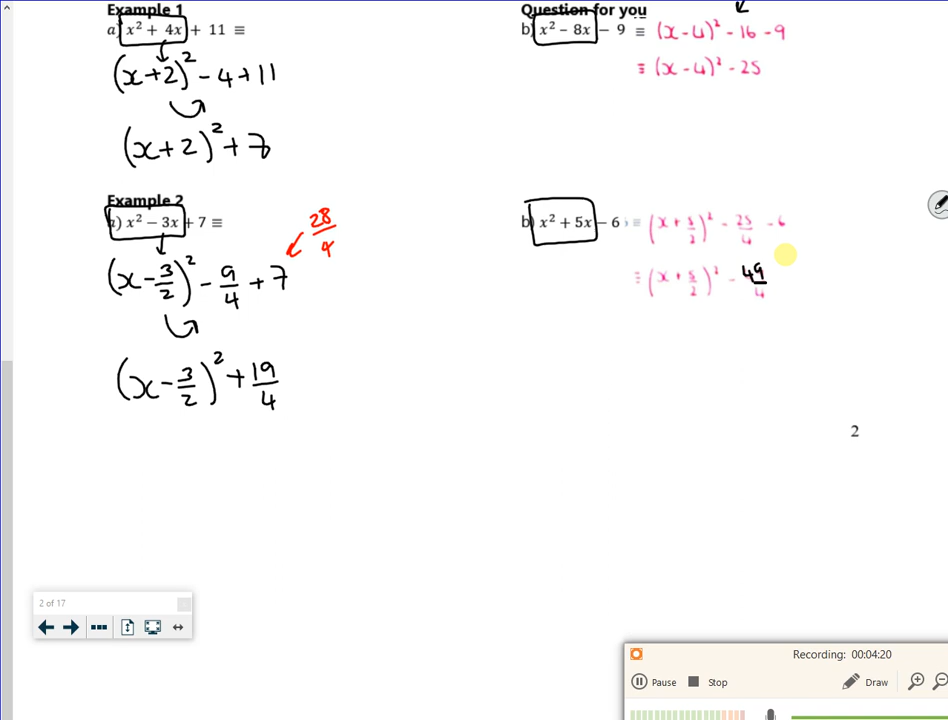 Example 1
a) x² + 4x + 11 ≡
(x+2)² - 4 + 11
(x+2)² + 7
Example 2
a) x² − 3x + 7 ≡
28/4
(x - 3/2)² - 9/4 + 7
(x - 3/2)² + 19/4
Question for you
b) x² − 8x − 9 ≡ (x - 4)² - 16 - 9
≡ (x - 4)² - 25
b) x² + 5x − 6 ≡ (x + 5/2)² - 25/4 - 6
≡ (x + 5/2)² - 49/4
2
2 of 17
Recording: 00:04:20
Pause Stop Draw